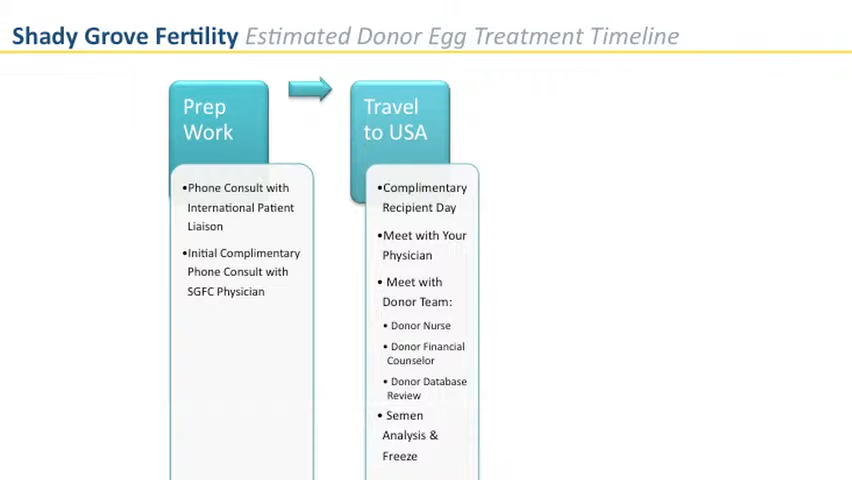 Shady Grove Fertility Estimated Donor Egg Treatment Timeline
Prep
Work
•Phone Consult with
International Patient
Liaison
•Initial Complimentary
Phone Consult with
SGFC Physician
Travel
to USA
•Complimentary
Recipient Day
•Meet with Your
Physician
• Meet with
Donor Team:
• Donor Nurse
• Donor Financial
Counselor
• Donor Database
Review
• Semen
Analysis &
Freeze